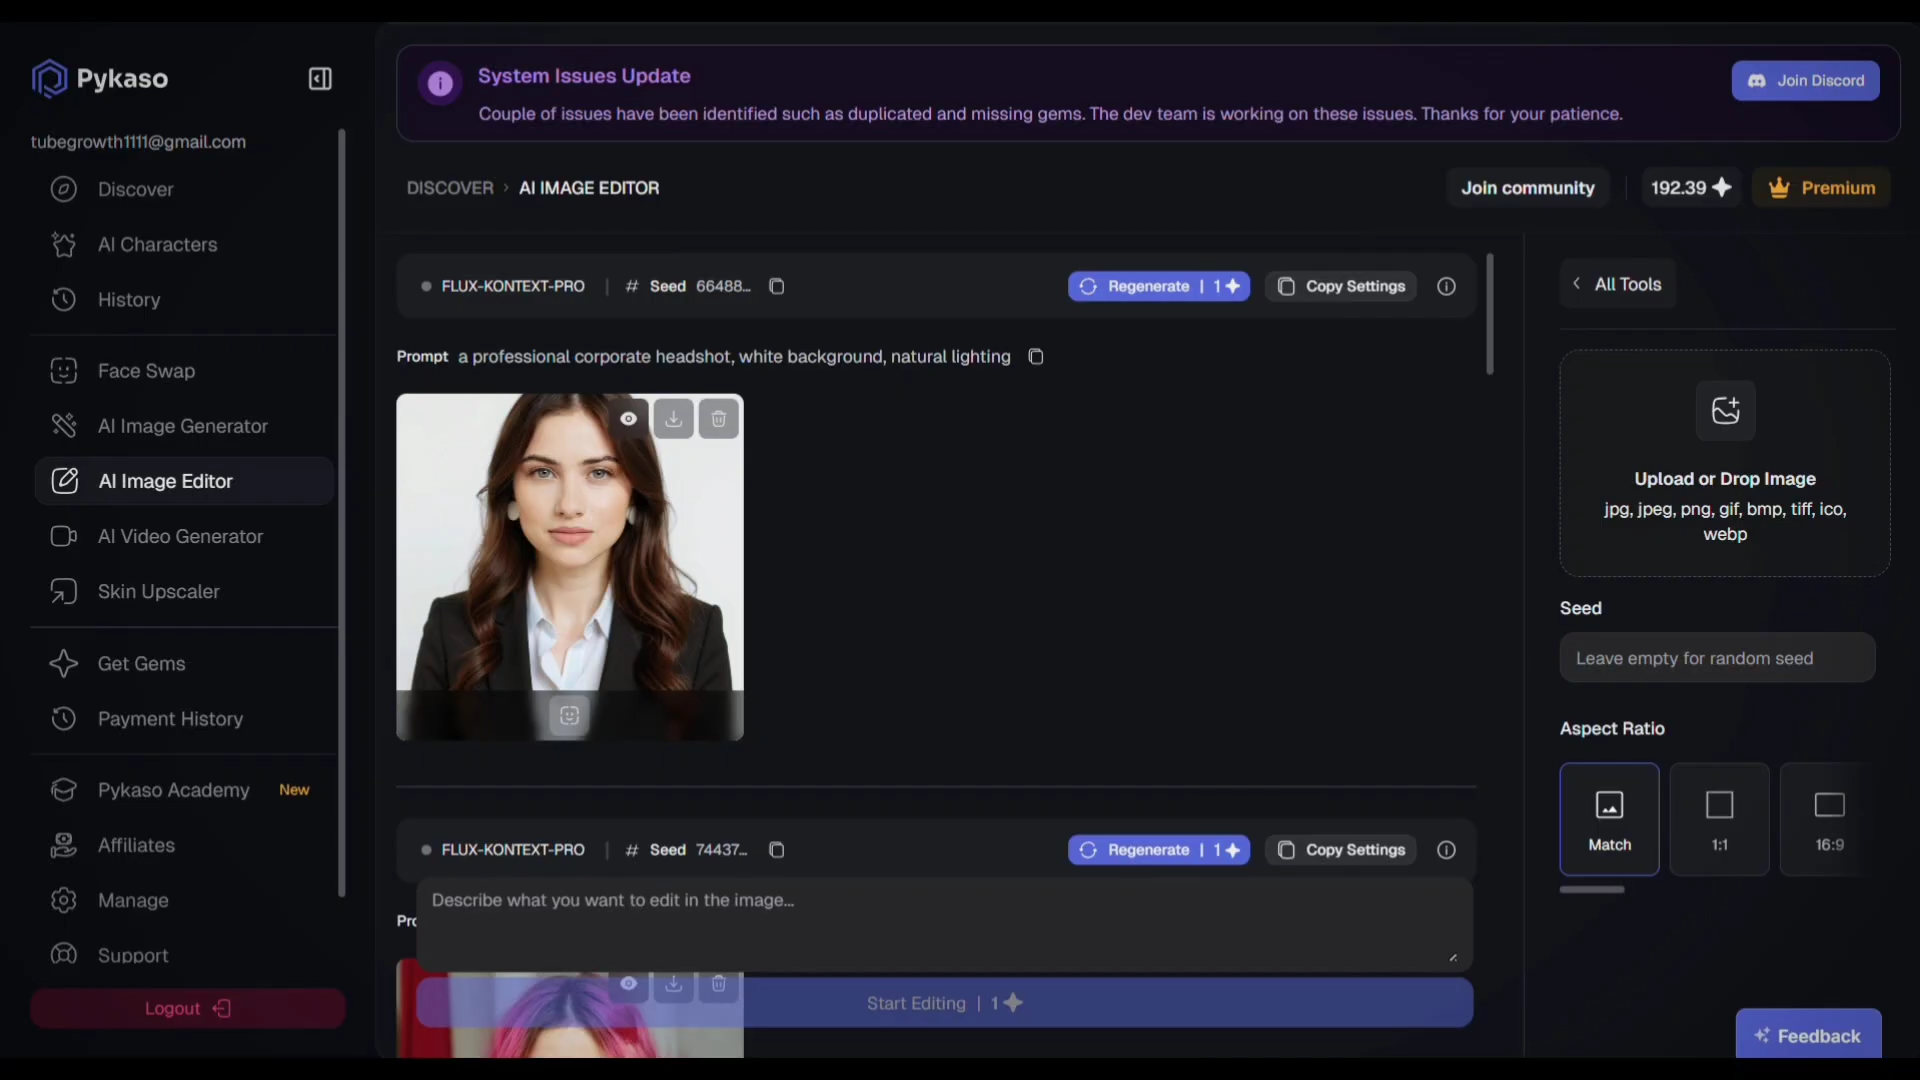 Pykaso
tubegrowth1111@gmail.com
Discover
AI Characters
History
Face Swap
AI Image Generator
AI Image Editor
AI Video Generator
Skin Upscaler
Get Gems
Payment History
Pykaso Academy New
Affiliates
Manage
Support
Logout
System Issues Update
Couple of issues have been identified such as duplicated and missing gems. The dev team is working on these issues. Thanks for your patience.
Join Discord
DISCOVER › AI IMAGE EDITOR
Join community
192.39
Premium
FLUX-KONTEXT-PRO | # Seed 66488...
Regenerate | 1
Copy Settings
Prompt a professional corporate headshot, white background, natural lighting
FLUX-KONTEXT-PRO | # Seed 74437...
Regenerate | 1
Copy Settings
Describe what you want to edit in the image...
Start Editing | 1
All Tools
Upload or Drop Image
jpg, jpeg, png, gif, bmp, tiff, ico,
webp
Seed
Leave empty for random seed
Aspect Ratio
Match
1:1
16:9
Feedback